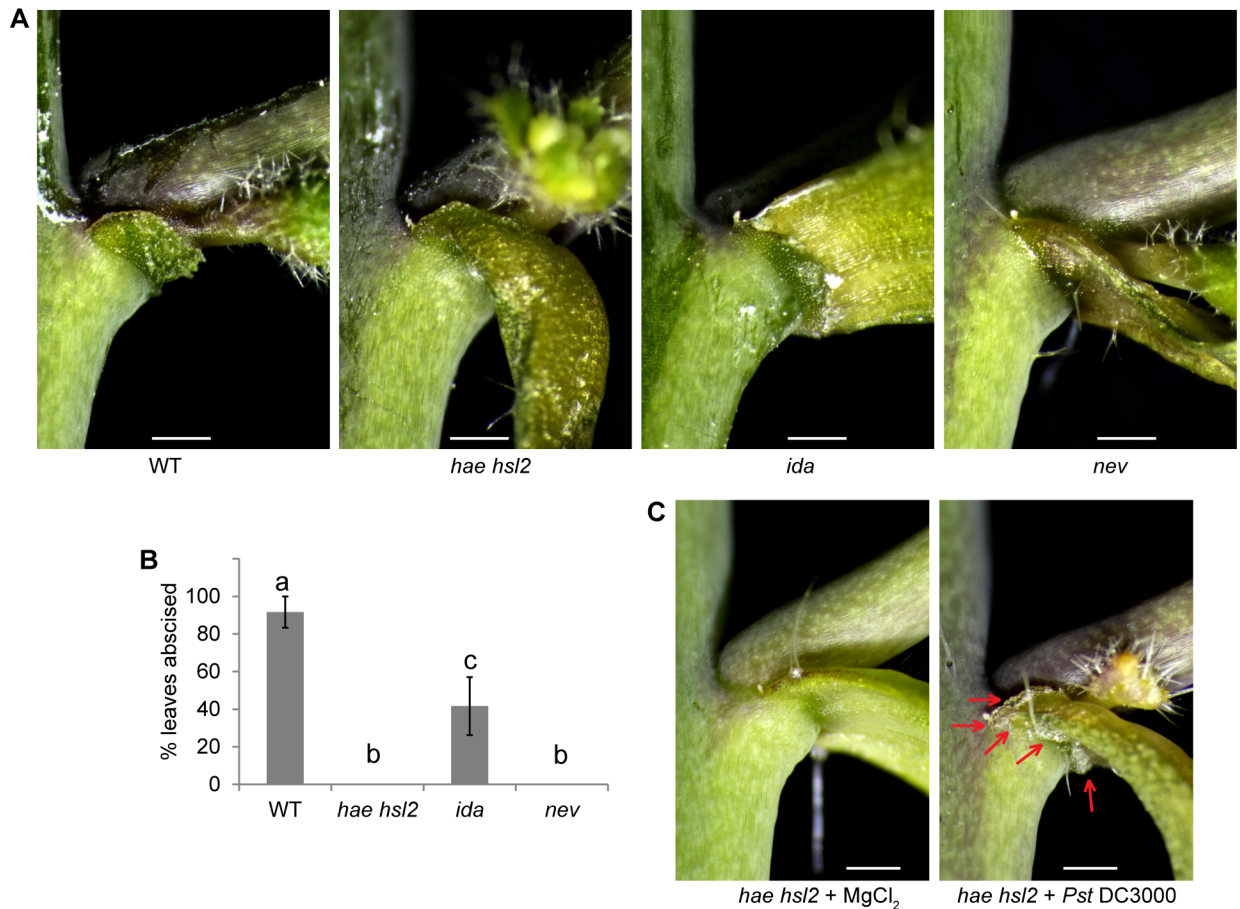 A
WT
hae hsl2
ida
nev
B
% leaves abscised
100
80
60
40
20
0
a
b
c
b
WT
hae hsl2
ida
nev
C
hae hsl2 + MgCl₂
hae hsl2 + Pst DC3000